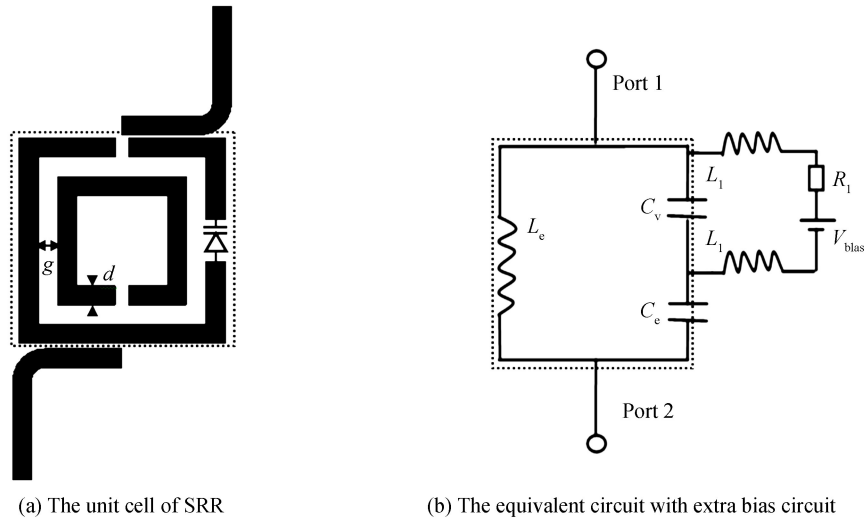 Port 1
L1
R1
Cv
Le
L1
Vblas
g
d
Ce
Port 2
(a) The unit cell of SRR
(b) The equivalent circuit with extra bias circuit